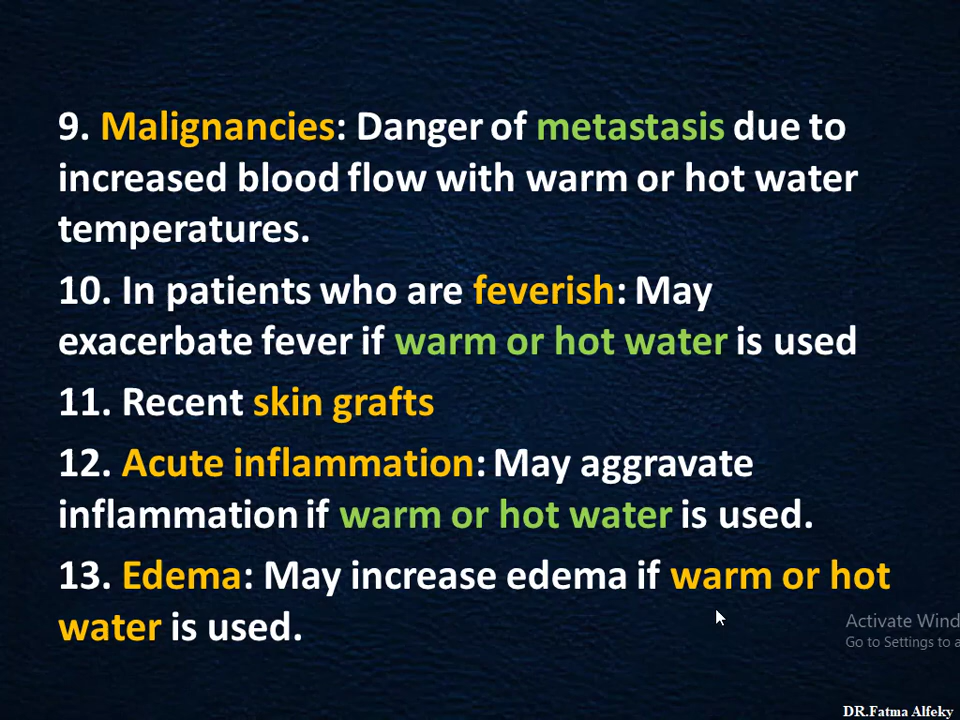 9. Malignancies: Danger of metastasis due to
increased blood flow with warm or hot water
temperatures.
10. In patients who are feverish: May
exacerbate fever if warm or hot water is used
11. Recent skin grafts
12. Acute inflammation: May aggravate
inflammation if warm or hot water is used.
13. Edema: May increase edema if warm or hot
water is used.
Activate Wind
Go to Settings to a
DR.Fatma Alfeky